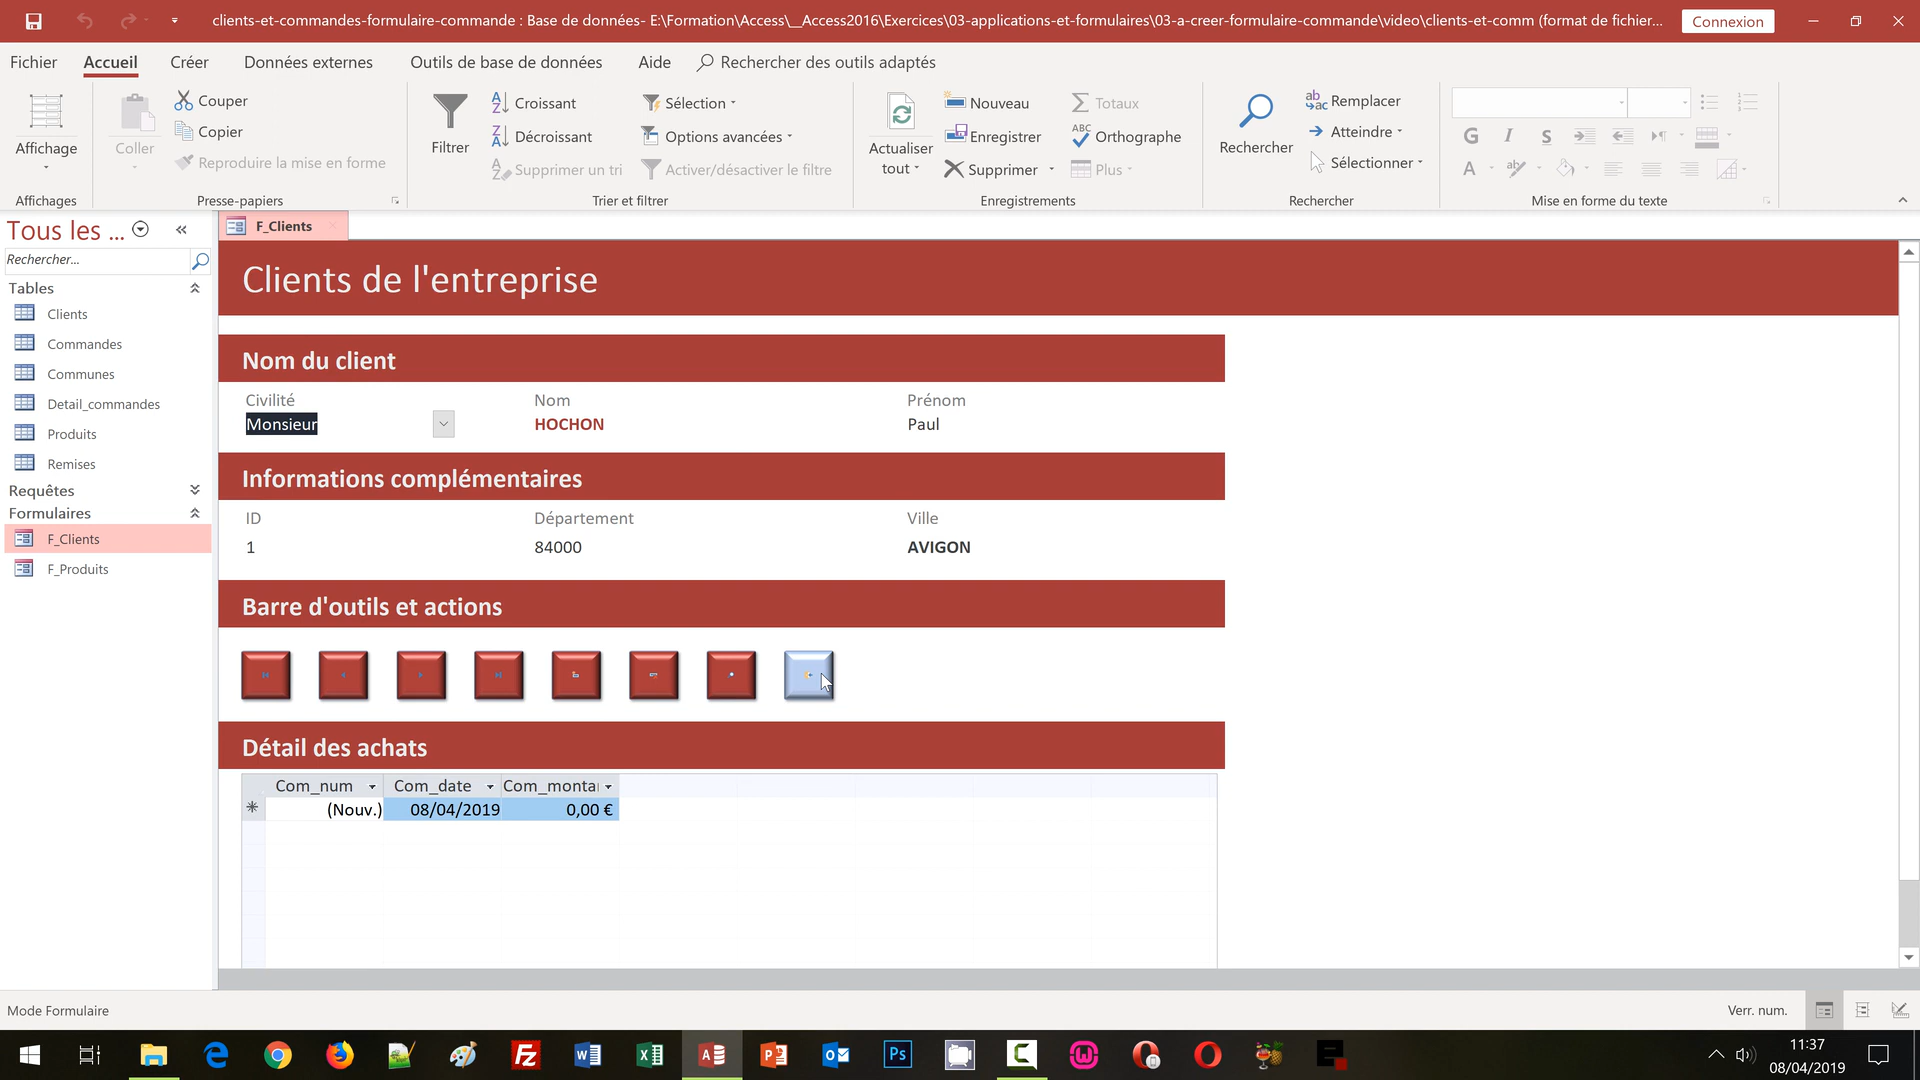 clients-et-commandes-formulaire-commande : Base de données- E:\Formation\Access\__Access2016\Exercices\03-applications-et-formulaires\03-a-creer-formulaire-commande\video\clients-et-comm (format de fichier... Connexion
Fichier Accueil Créer Données externes Outils de base de données Aide Rechercher des outils adaptés
Affichage
Coller
Couper
Copier
Reproduire la mise en forme
Filtrer
Croissant
Décroissant
Supprimer un tri
Sélection
Options avancées
Activer/désactiver le filtre
Actualiser
tout
Nouveau
Enregistrer
Supprimer
Totaux
Orthographe
Plus
Rechercher
Remplacer
Atteindre
Sélectionner
G I S
A
Affichages Presse-papiers Trier et filtrer Enregistrements Rechercher Mise en forme du texte
Tous les ...
Rechercher...
Tables
Clients
Commandes
Communes
Detail_commandes
Produits
Remises
Requêtes
Formulaires
F_Clients
F_Produits
F_Clients
Clients de l'entreprise
Nom du client
Civilité Nom Prénom
Monsieur HOCHON Paul
Informations complémentaires
ID Département Ville
1 84000 AVIGON
Barre d'outils et actions
Détail des achats
Com_num Com_date Com_monta
(Nouv.) 08/04/2019 0,00 €
Mode Formulaire Verr. num.
11:37
08/04/2019